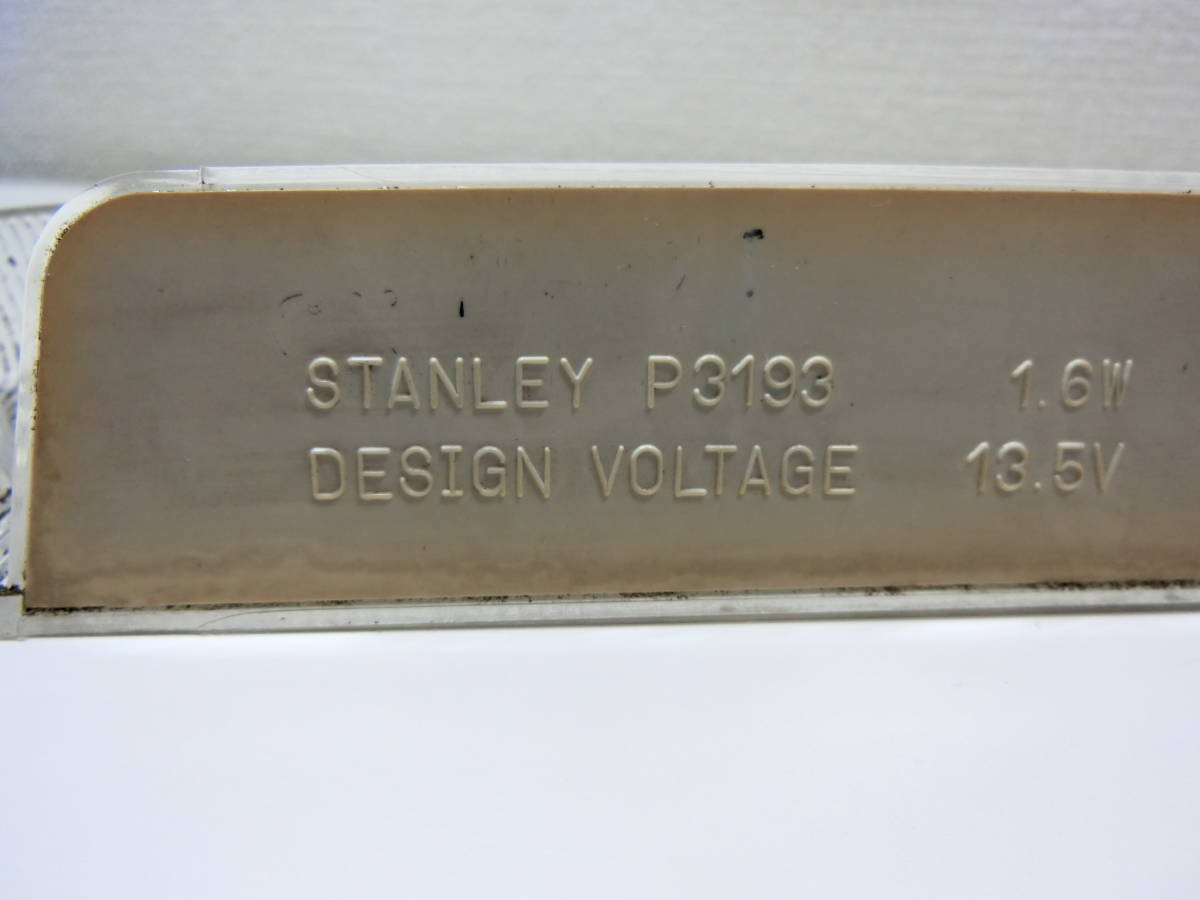 STANLEY P3193 1.6W
DESIGN VOLTAGE 13.5V